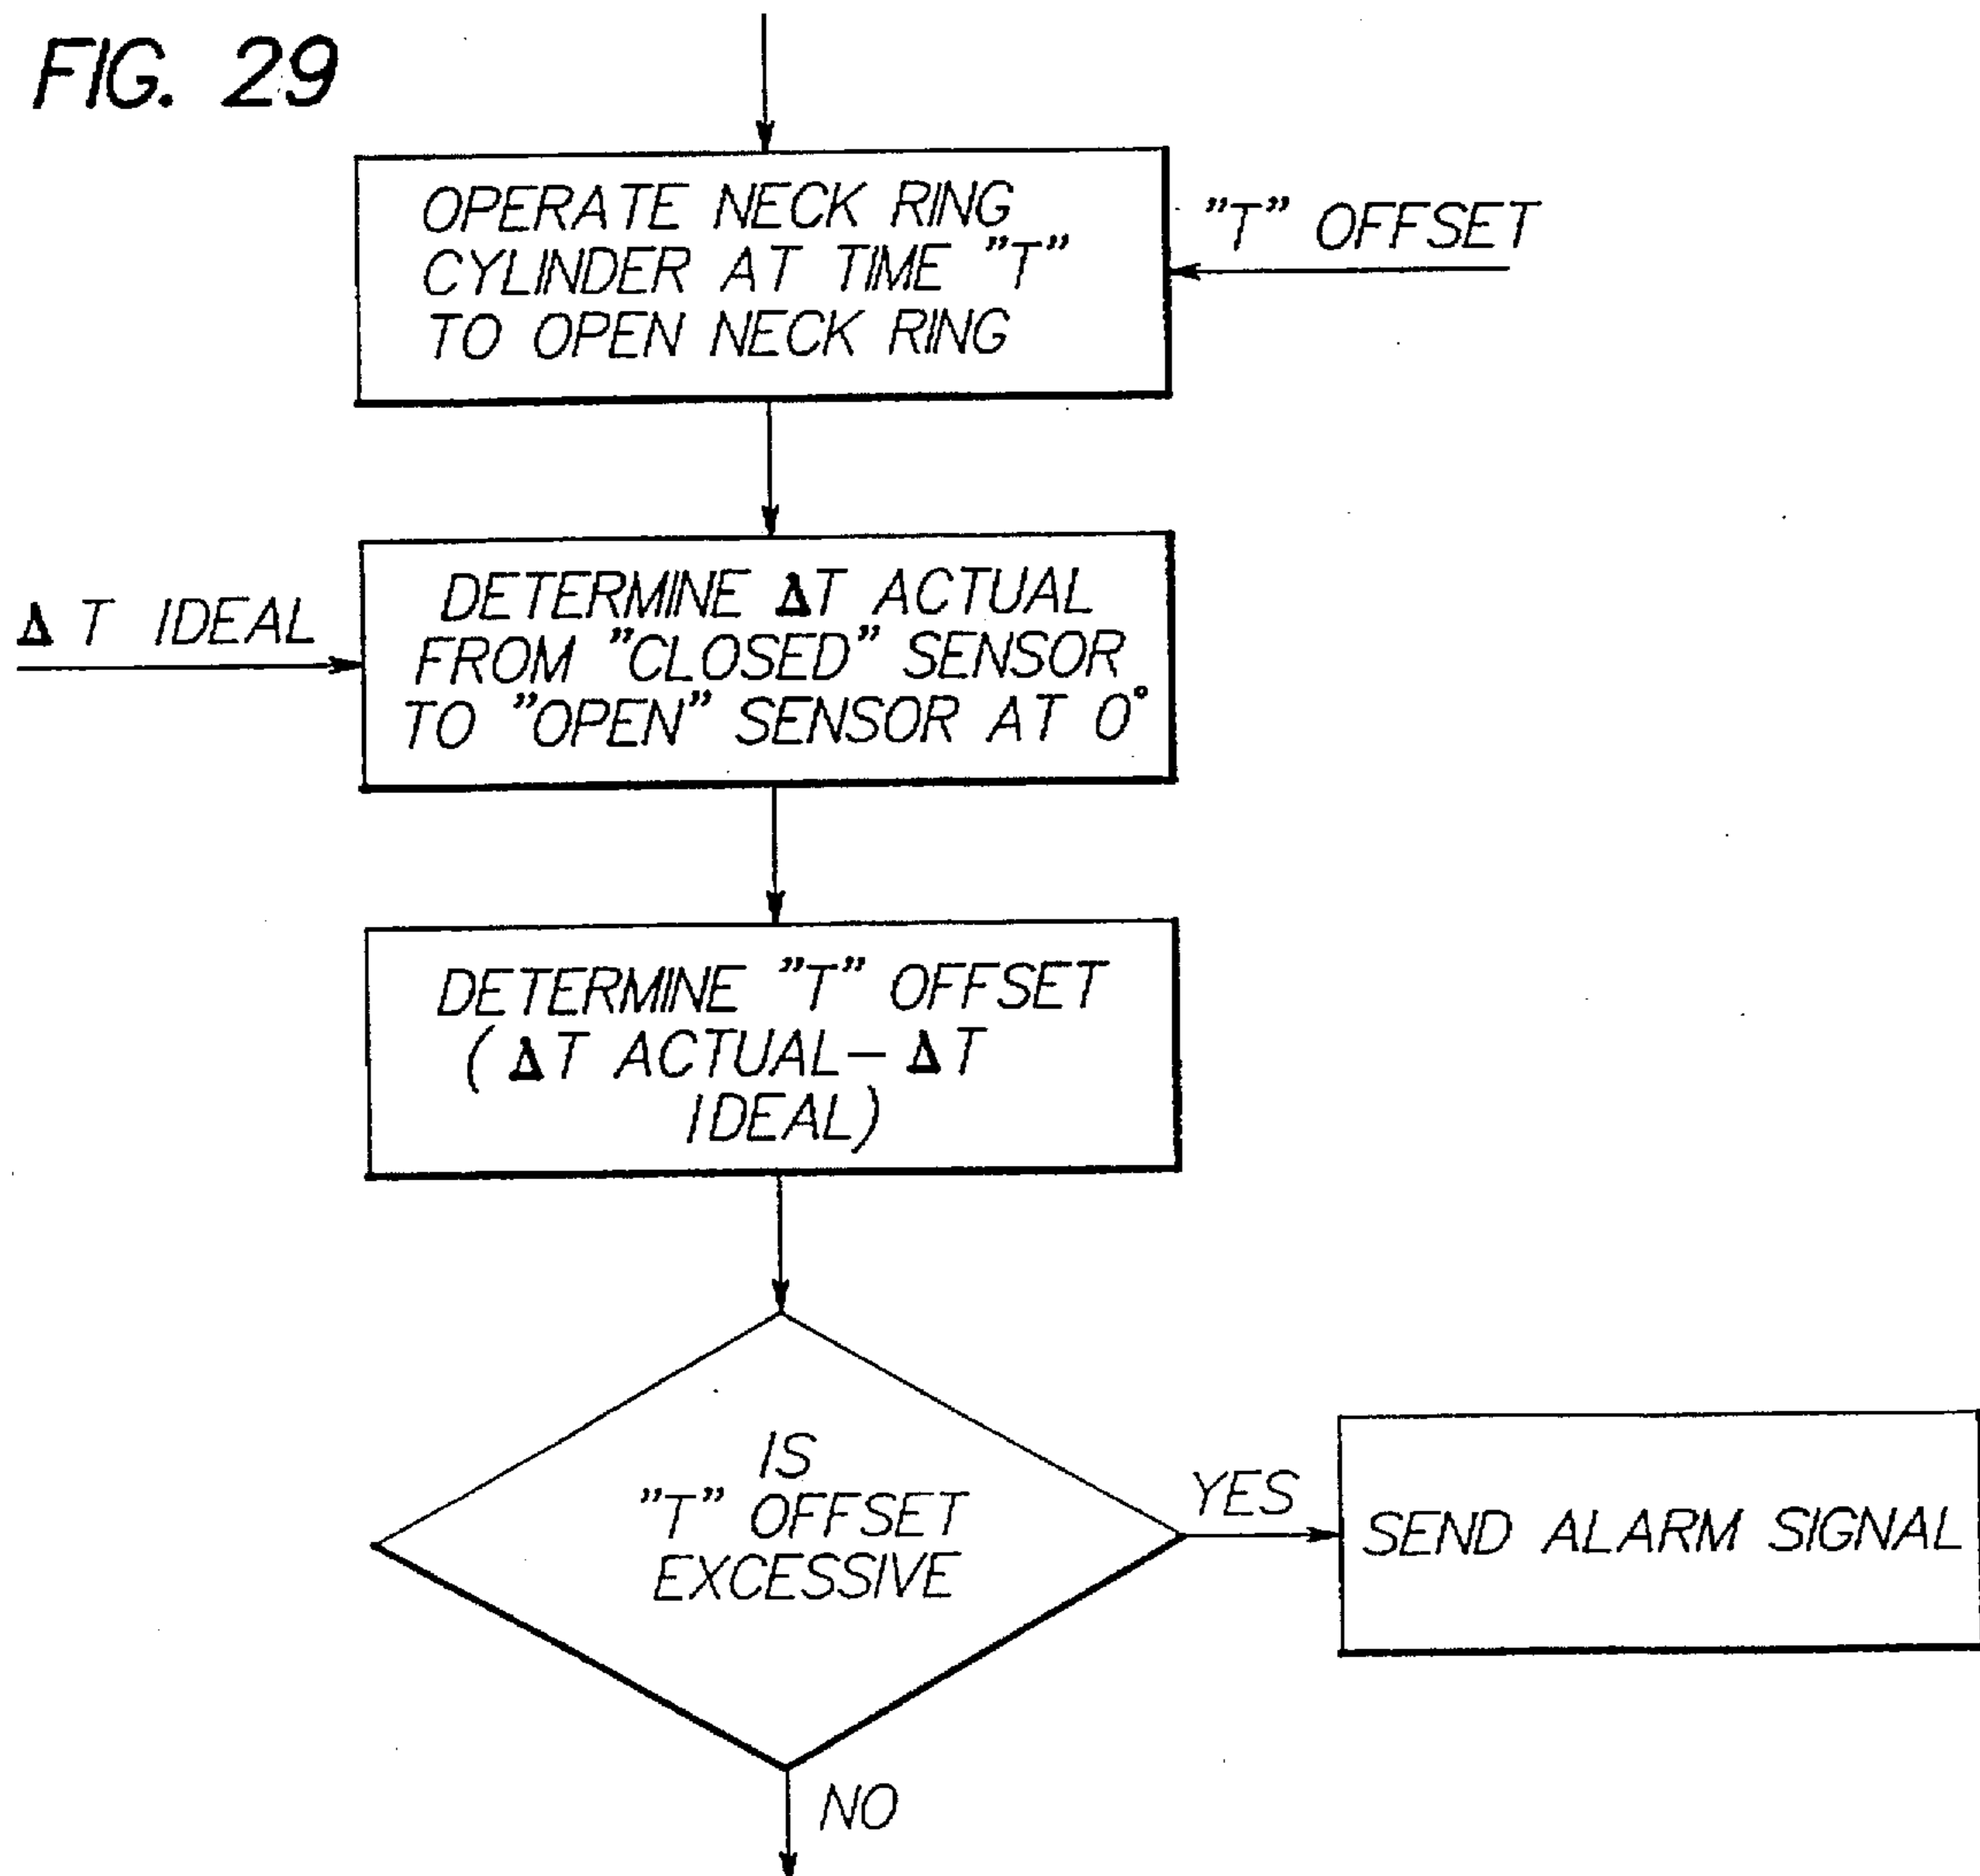 FIG. 29
OPERATE NECK RING
CYLINDER AT TIME "T"
TO OPEN NECK RING
"T" OFFSET
Δ T IDEAL
DETERMINE ΔT ACTUAL
FROM "CLOSED" SENSOR
TO "OPEN" SENSOR AT 0°
DETERMINE "T" OFFSET
( ΔT ACTUAL– ΔT
IDEAL)
IS
"T" OFFSET
EXCESSIVE
YES
SEND ALARM SIGNAL
NO